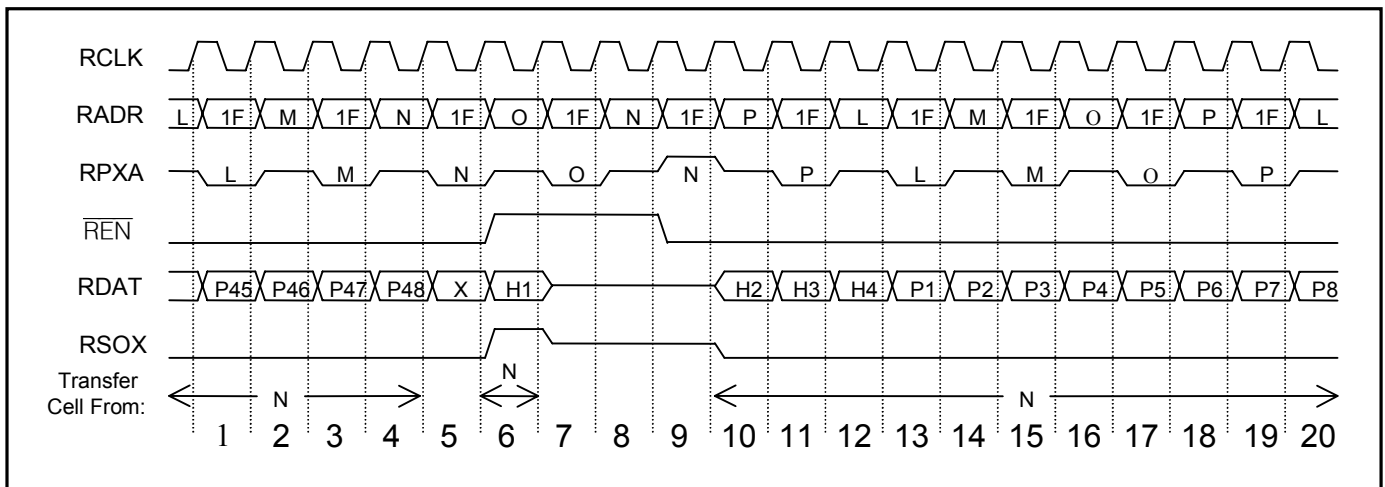 RCLK
RADR L 1F M 1F N 1F O 1F N 1F P 1F L 1F M 1F O 1F P 1F L
RPXA L M N O N P L M O P
REN
RDAT P45 P46 P47 P48 X H1 H2 H3 H4 P1 P2 P3 P4 P5 P6 P7 P8
RSOX
Transfer
Cell From: N N N
1 2 3 4 5 6 7 8 9 10 11 12 13 14 15 16 17 18 19 20